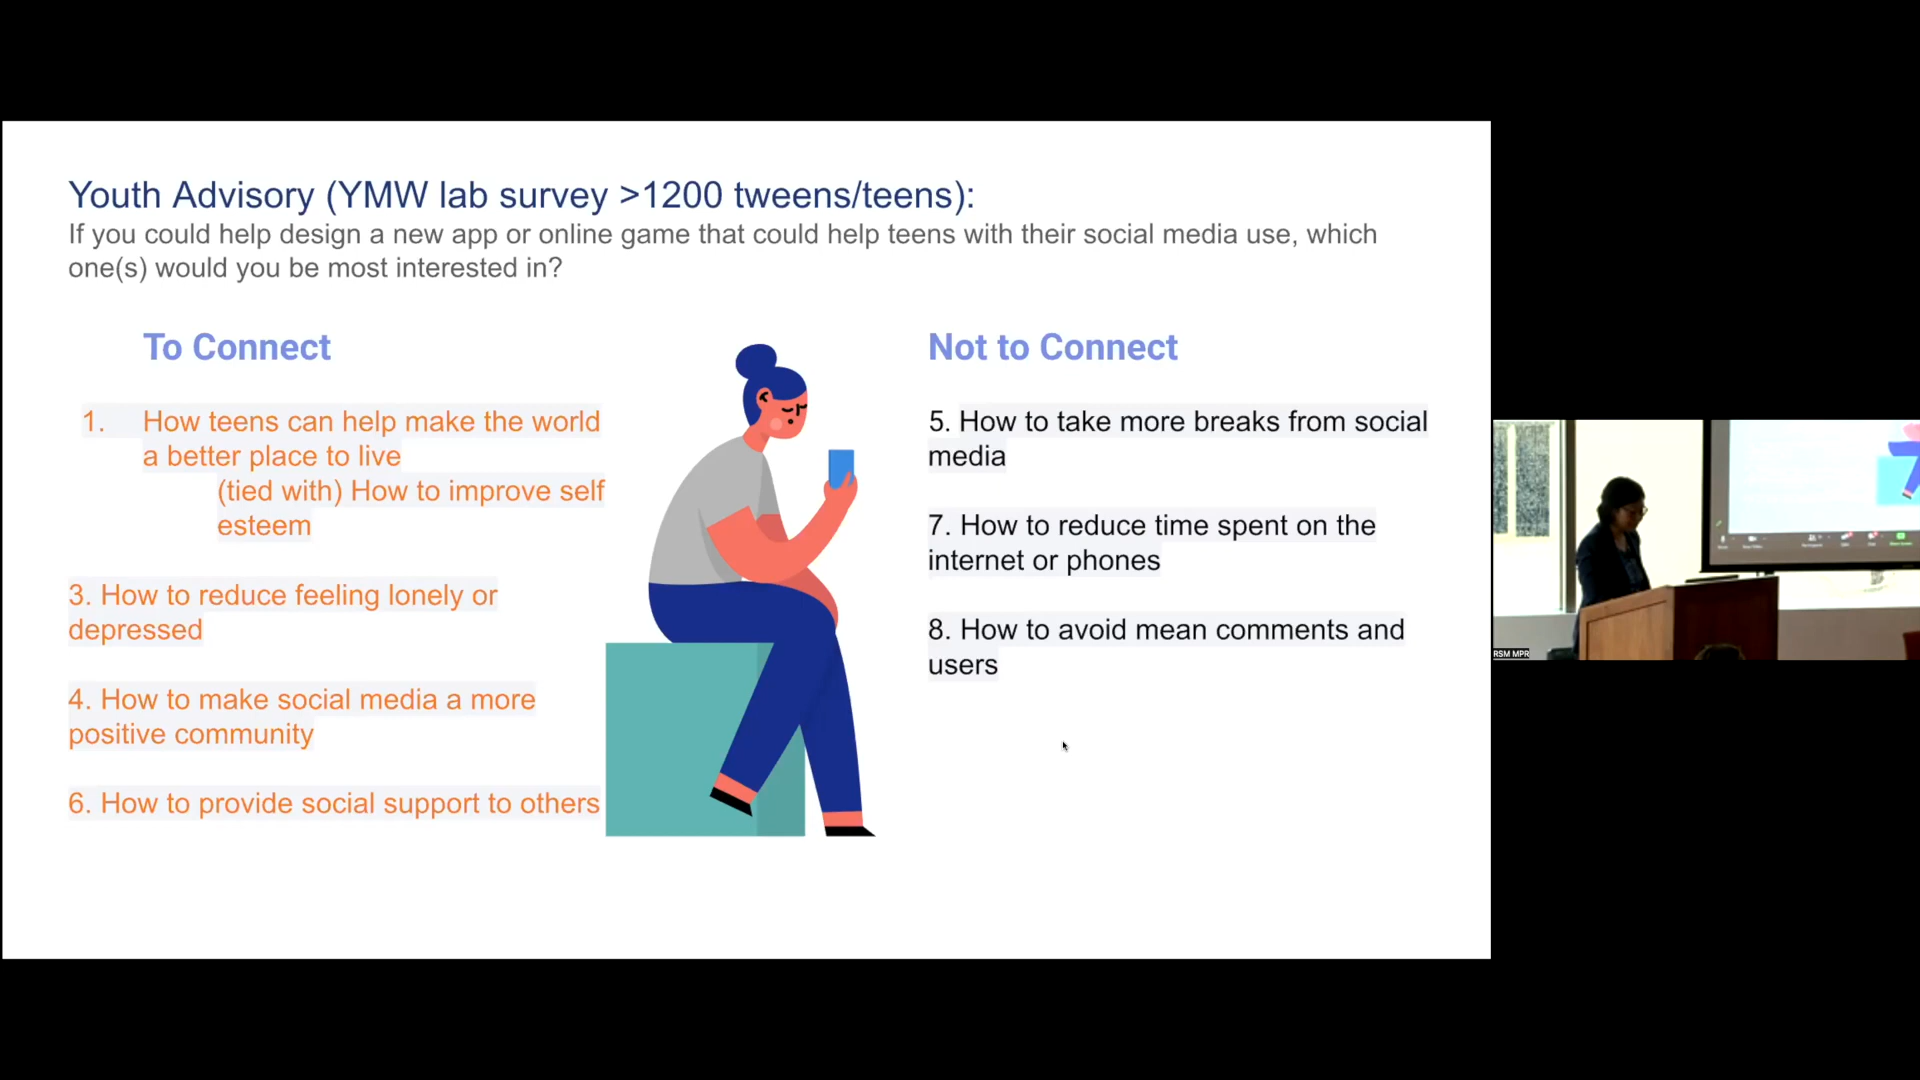 Youth Advisory (YMW lab survey >1200 tweens/teens):
If you could help design a new app or online game that could help teens with their social media use, which
one(s) would you be most interested in?
To Connect
1. How teens can help make the world
a better place to live
(tied with) How to improve self
esteem
3. How to reduce feeling lonely or
depressed
4. How to make social media a more
positive community
6. How to provide social support to others
Not to Connect
5. How to take more breaks from social
media
7. How to reduce time spent on the
internet or phones
8. How to avoid mean comments and
users
RSM MPR